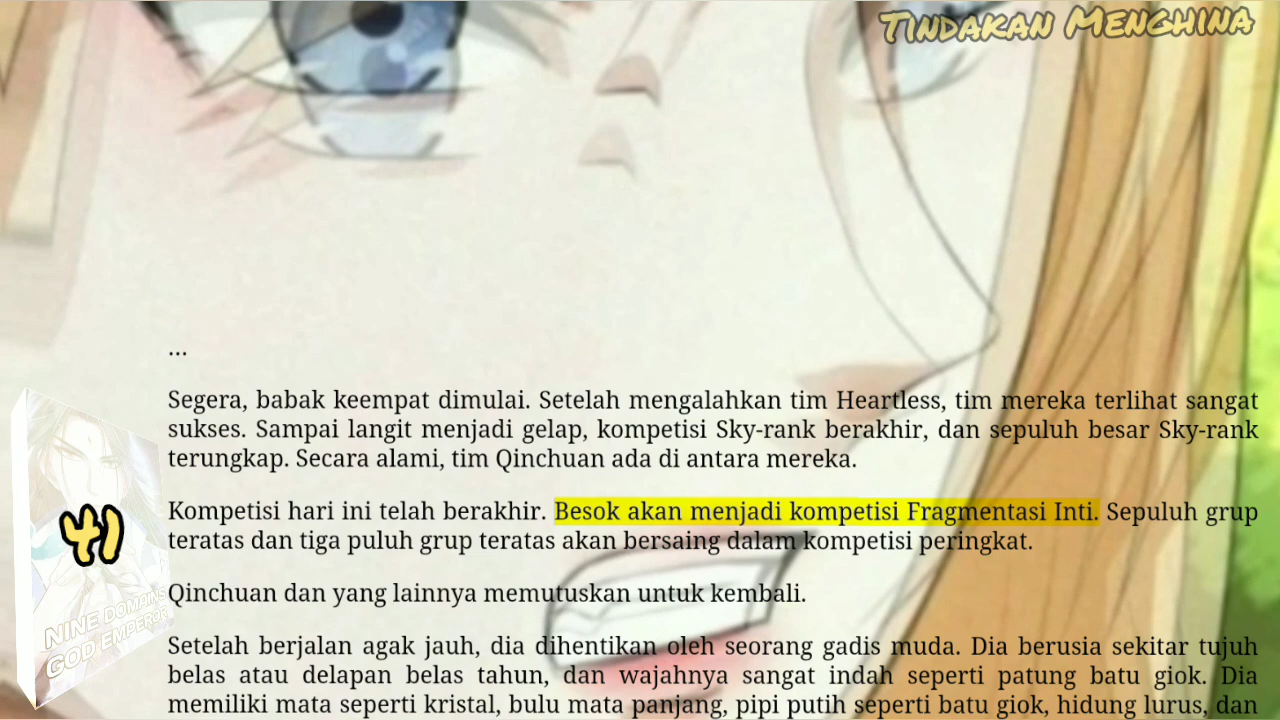 Tindakan Menghina
...
Segera, babak keempat dimulai. Setelah mengalahkan tim Heartless, tim mereka terlihat sangat
sukses. Sampai langit menjadi gelap, kompetisi Sky-rank berakhir, dan sepuluh besar Sky-rank
terungkap. Secara alami, tim Qinchuan ada di antara mereka.
Kompetisi hari ini telah berakhir. Besok akan menjadi kompetisi Fragmentasi Inti. Sepuluh grup
teratas dan tiga puluh grup teratas akan bersaing dalam kompetisi peringkat.
Qinchuan dan yang lainnya memutuskan untuk kembali.
Setelah berjalan agak jauh, dia dihentikan oleh seorang gadis muda. Dia berusia sekitar tujuh
belas atau delapan belas tahun, dan wajahnya sangat indah seperti patung batu giok. Dia
memiliki mata seperti kristal, bulu mata panjang, pipi putih seperti batu giok, hidung lurus, dan
41
NINE DOMAINS
GOD EMPEROR